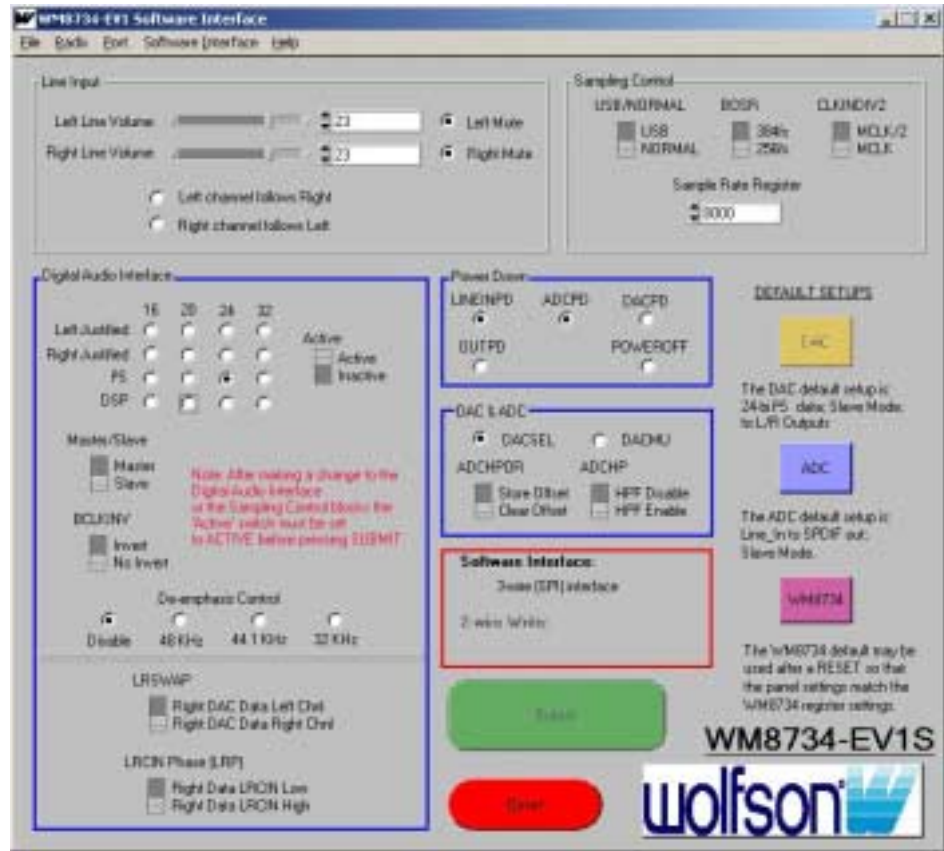 WM8734-EV1 Software Interface
File Radio Port Software Interface Help
Line Input
Left Line Volume 23 Left Mute
Right Line Volume 23 Right Mute
Left channel follows Right
Right channel follows Left
Sampling Control
USB/NORMAL BOSR CLKINDIV2
USB 384fs MCLK/2
NORMAL 256fs MCLK
Sample Rate Register
0000
Digital Audio Interface
16 20 24 32
Left Justified
Right Justified
I²S
DSP
Active
Active
Inactive
Master/Slave
Master
Slave
BCLKINV
Invert
No Invert
Note: After making a change to the
Digital Audio Interface
or the Sampling Control blocks the
'Active' switch must be set
to ACTIVE before pressing SUBMIT
De-emphasis Control
Disable 48 KHz 44.1 KHz 32 KHz
LRSWAP
Right DAC Data Left Chnl
Right DAC Data Right Chnl
LRCIN Phase (LRP)
Right Data LRCIN Low
Right Data LRCIN High
Power Down
LINEINPD ADCPD DACPD
OUTPD POWEROFF
DAC & ADC
DACSEL DACMU
ADCHPOR ADCHP
Store Offset HPF Disable
Clear Offset HPF Enable
Software Interface:
3-wire (SPI) interface
2-wire Write:
Submit
Reset
DEFAULT SETUPS
DAC
The DAC default setup is:
24-bit I²S data; Slave Mode;
to L/R Outputs
ADC
The ADC default setup is:
Line_In to SPDIF out;
Slave Mode.
WM8734
The WM8734 default may be
used after a RESET so that
the panel settings match the
WM8734 register settings.
WM8734-EV1S
wolfson